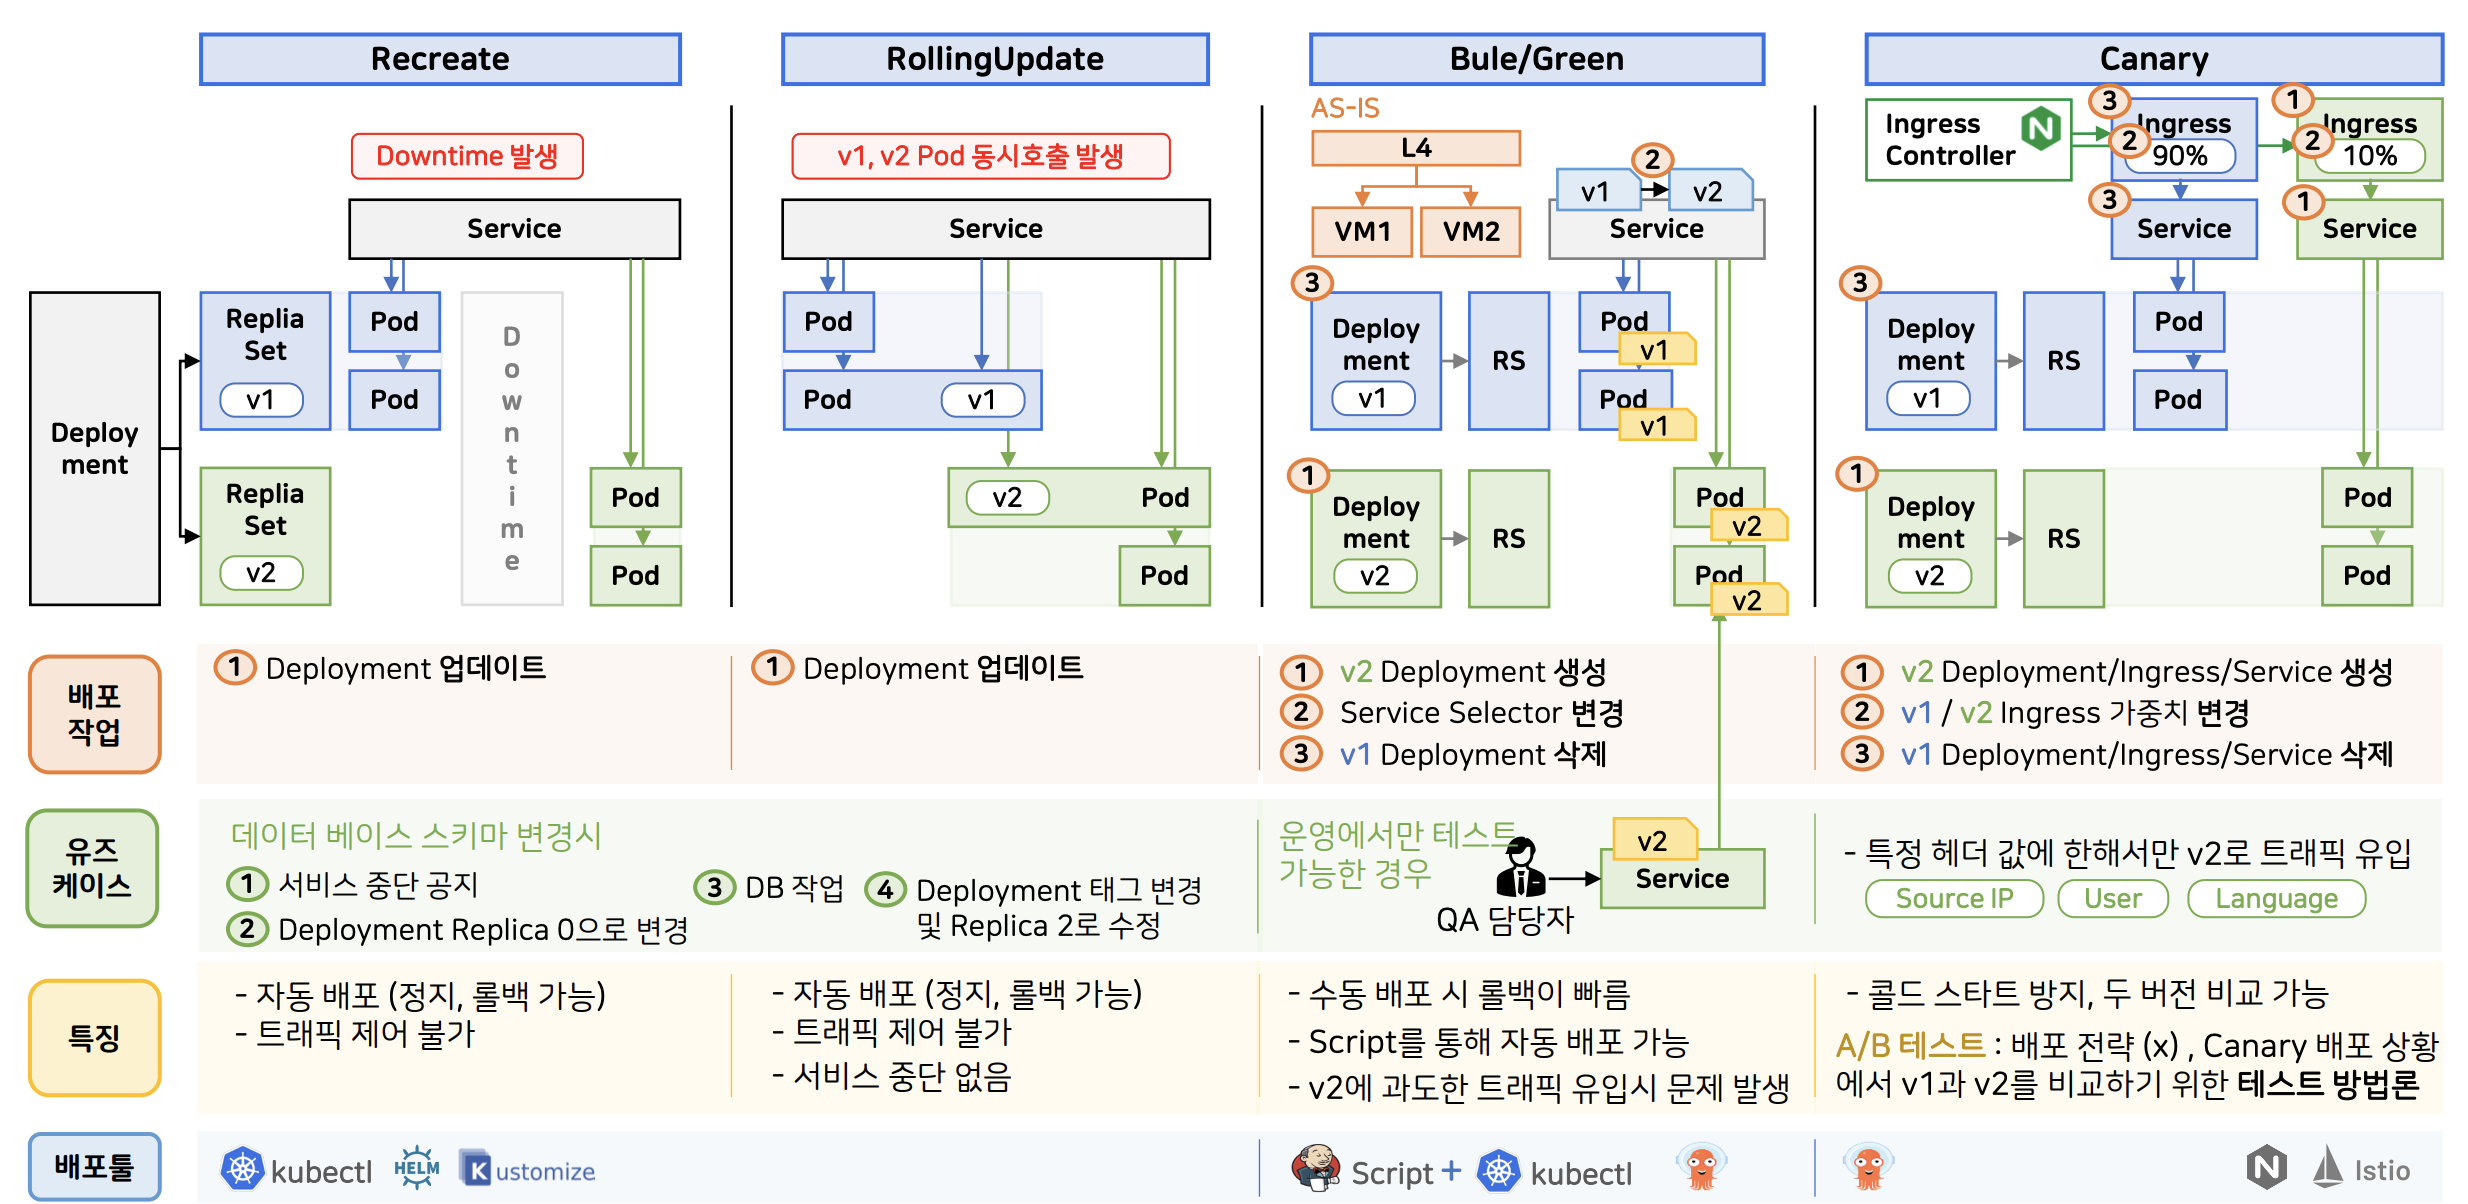 Recreate
RollingUpdate
Bule/Green
Canary
Downtime 발생
Service
Deploy
ment
Replia
Set
v1
Replia
Set
v2
Pod
Pod
D
o
w
n
t
i
m
e
Pod
Pod
v1, v2 Pod 동시호출 발생
Service
Pod
Pod
v1
v2
Pod
Pod
AS-IS
L4
VM1
VM2
2
v1
v2
Service
3
Deploy
ment
v1
RS
Pod
v1
Pod
v1
1
Deploy
ment
v2
RS
Pod
v2
Pod
v2
Ingress
Controller
3
Ingress
2
90%
1
Ingress
2
10%
3
Service
1
Service
3
Deploy
ment
v1
RS
Pod
Pod
1
Deploy
ment
v2
RS
Pod
Pod
배포
작업
1 Deployment 업데이트
1 Deployment 업데이트
1 v2 Deployment 생성
2 Service Selector 변경
3 v1 Deployment 삭제
1 v2 Deployment/Ingress/Service 생성
2 v1 / v2 Ingress 가중치 변경
3 v1 Deployment/Ingress/Service 삭제
유즈
케이스
데이터 베이스 스키마 변경시
1 서비스 중단 공지
2 Deployment Replica 0으로 변경
3 DB 작업
4 Deployment 태그 변경
및 Replica 2로 수정
운영에서만 테스트
가능한 경우
QA 담당자
v2
Service
- 특정 헤더 값에 한해서만 v2로 트래픽 유입
Source IP
User
Language
특징
- 자동 배포 (정지, 롤백 가능)
- 트래픽 제어 불가
- 자동 배포 (정지, 롤백 가능)
- 트래픽 제어 불가
- 서비스 중단 없음
- 수동 배포 시 롤백이 빠름
- Script를 통해 자동 배포 가능
- v2에 과도한 트래픽 유입시 문제 발생
- 콜드 스타트 방지, 두 버전 비교 가능
A/B 테스트 : 배포 전략 (x) , Canary 배포 상황
에서 v1과 v2를 비교하기 위한 테스트 방법론
배포툴
kubectl
HELM
Kustomize
Script + kubectl
Istio